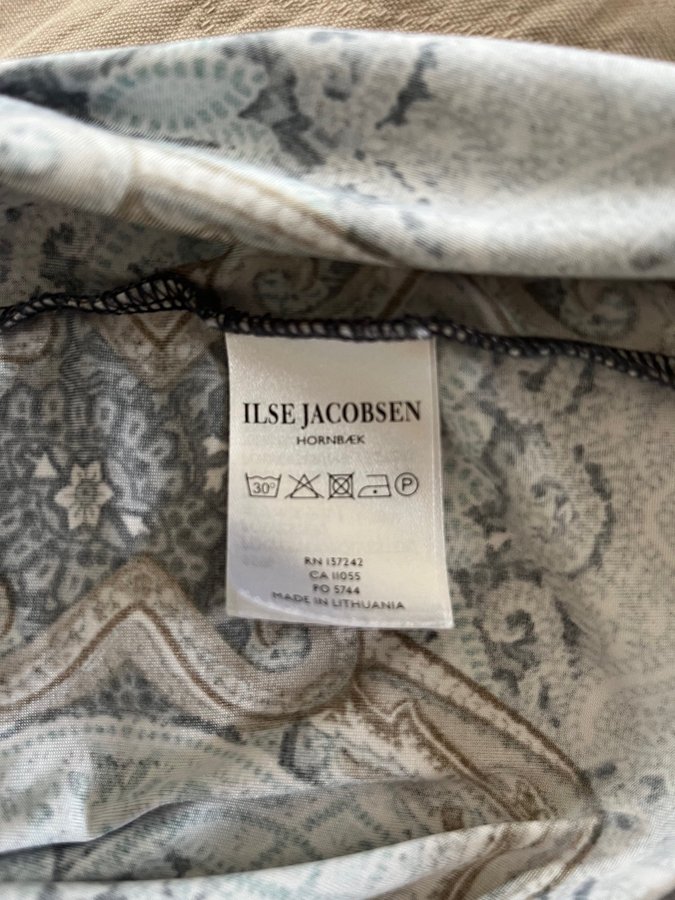 ILSE JACOBSEN
HORNBÆK
30°
P
RN 137242
CA 11055
PO 5744
MADE IN LITHUANIA